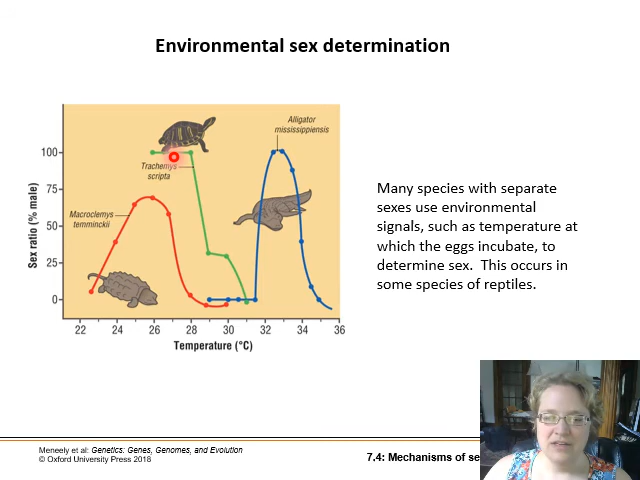 Environmental sex determination
Alligator
mississippiensis
Trachemys
scripta
Macroclemys
temminckii
Sex ratio (% male)
100
75
50
25
0
22 24 26 28 30 32 34 36
Temperature (°C)
Many species with separate
sexes use environmental
signals, such as temperature at
which the eggs incubate, to
determine sex. This occurs in
some species of reptiles.
Meneely et al: Genetics: Genes, Genomes, and Evolution
© Oxford University Press 2018
7.4: Mechanisms of se